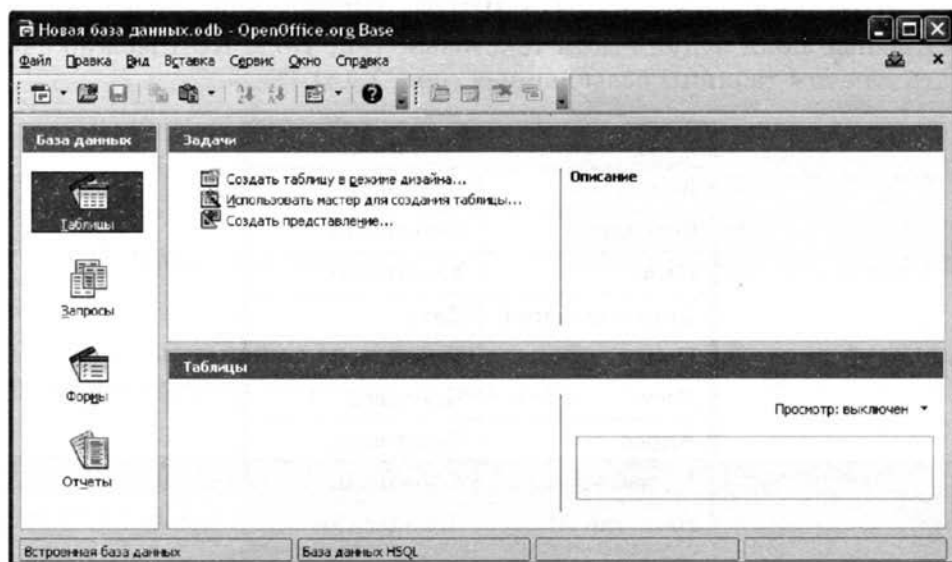 Новая база данных.odb - OpenOffice.org Base
Файл Правка Вид Вставка Сервис Окно Справка
База данных
Задачи
Таблицы
Создать таблицу в режиме дизайна...
Использовать мастер для создания таблицы...
Создать представление...
Описание
Запросы
Формы
Отчеты
Таблицы
Просмотр: выключен
Встроенная база данных
База данных HSQL